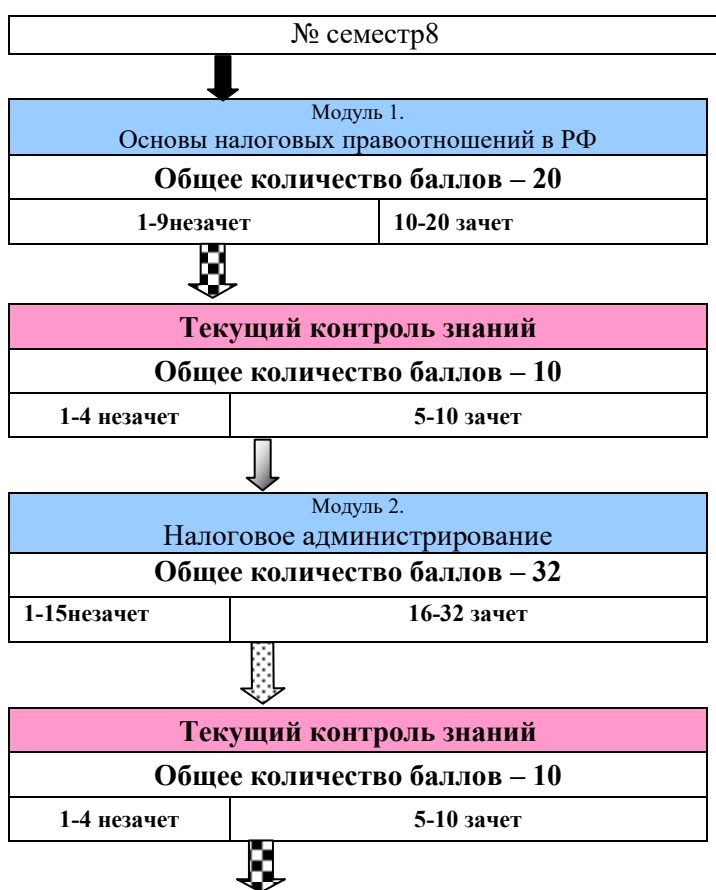 № семестр8
Модуль 1.
Основы налоговых правоотношений в РФ
Общее количество баллов – 20
1-9незачет 10-20 зачет
Текущий контроль знаний
Общее количество баллов – 10
1-4 незачет 5-10 зачет
Модуль 2.
Налоговое администрирование
Общее количество баллов – 32
1-15незачет 16-32 зачет
Текущий контроль знаний
Общее количество баллов – 10
1-4 незачет 5-10 зачет